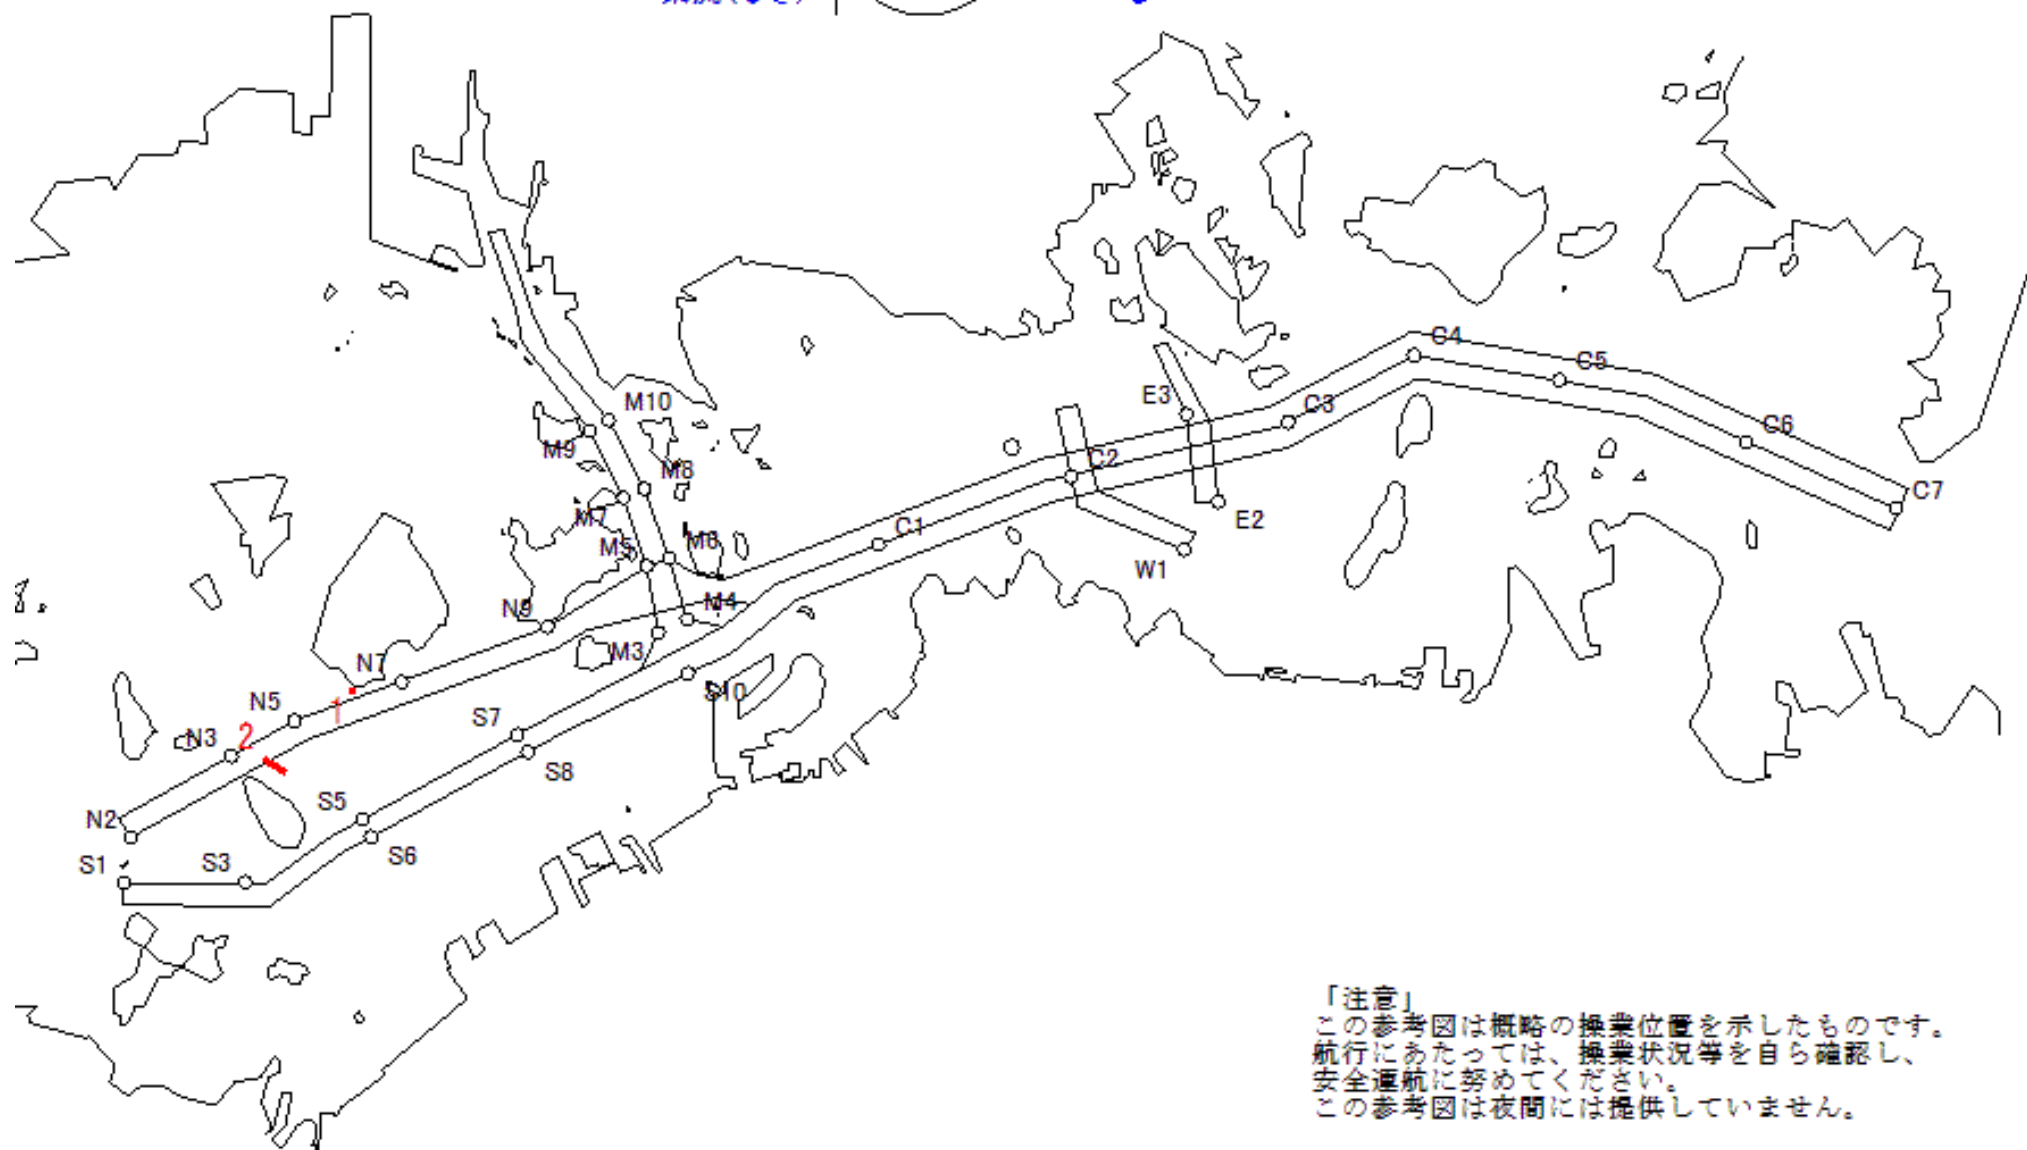 C4
C5
E3
M10
C3
C6
M9
C2
M8
C7
M7
E2
C1
M6
M5
W1
N9
M4
M3
N7
S10
N5
1
S7
N3
2
S8
S5
N2
S6
S1
S3
「注意」
この参考図は概略の操業位置を示したものです。
航行にあたっては、操業状況等を自ら確認し、
安全運航に努めてください。
この参考図は夜間には提供していません。